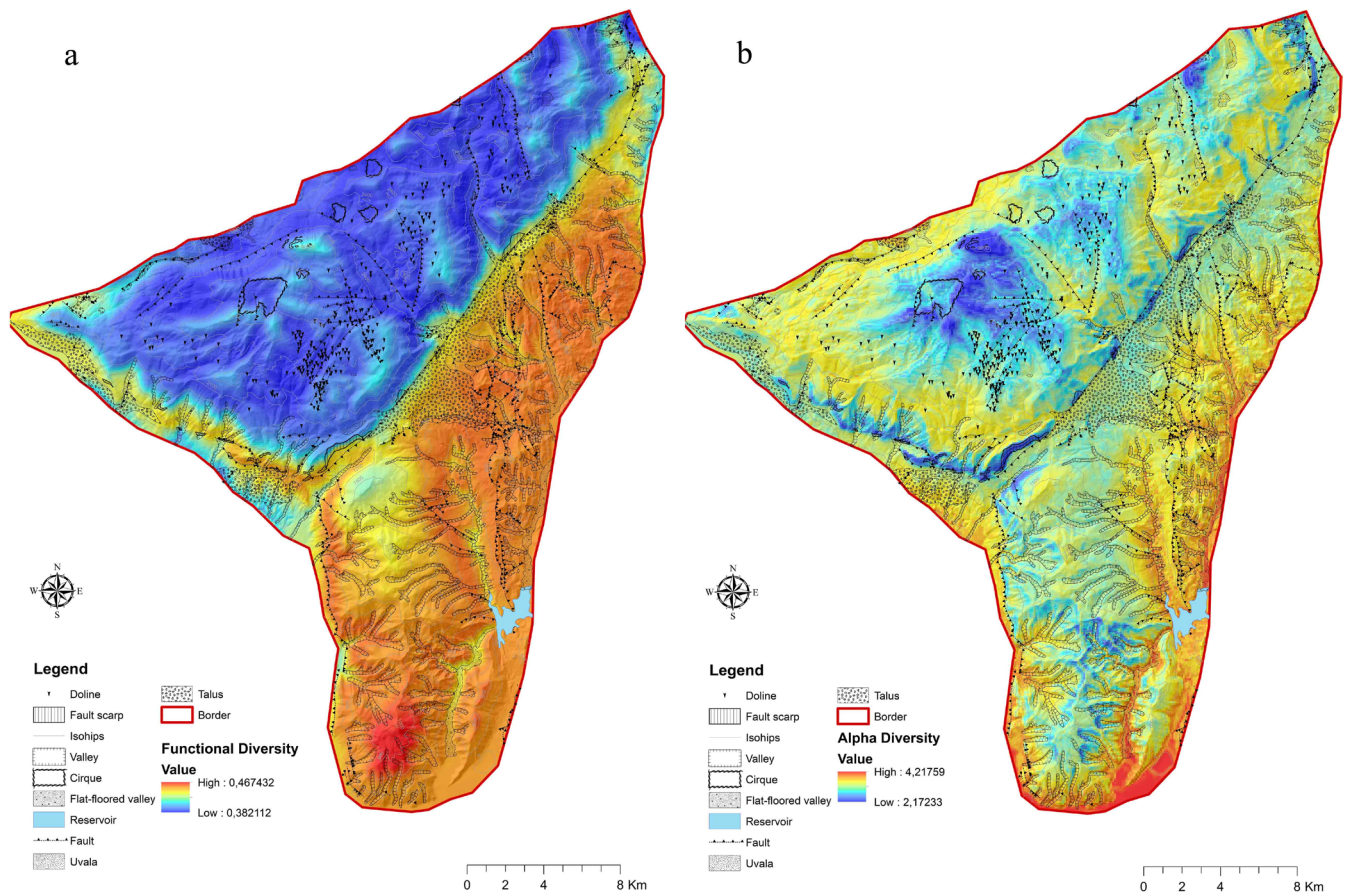 a
N
W E
S
Legend
Doline
Fault scarp
Isohips
Valley
Cirque
Flat-floored valley
Reservoir
Fault
Uvala
Talus
Border
Functional Diversity
Value
High : 0,467432
Low : 0,382112
0 2 4 8 Km
b
N
W E
S
Legend
Doline
Fault scarp
Isohips
Valley
Cirque
Flat-floored valley
Reservoir
Fault
Uvala
Talus
Border
Alpha Diversity
Value
High : 4,21759
Low : 2,17233
0 2 4 8 Km